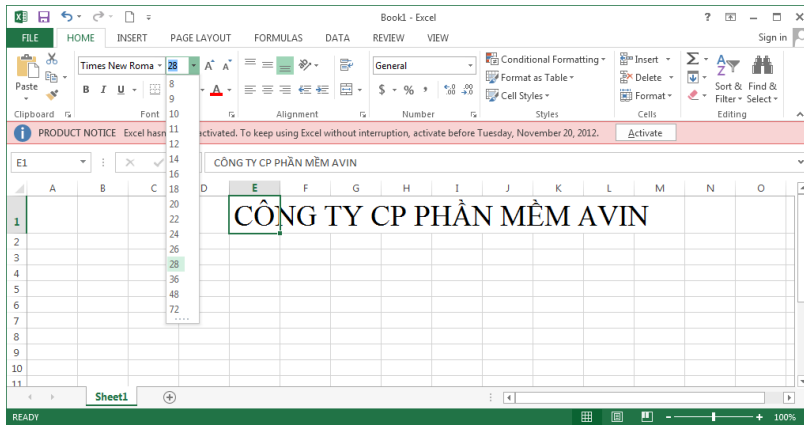 Book1 - Excel
FILE HOME INSERT PAGE LAYOUT FORMULAS DATA REVIEW VIEW Sign in
Paste
Times New Roma 28
General
Conditional Formatting
Format as Table
Cell Styles
Insert
Delete
Format
Sort & Filter
Find & Select
B I U
$ % ,
Clipboard Font Alignment Number Styles Cells Editing
PRODUCT NOTICE Excel hasn activated. To keep using Excel without interruption, activate before Tuesday, November 20, 2012. Activate
E1 CÔNG TY CP PHẦN MỀM AVIN
8
9
10
11
12
14
16
18
20
22
24
26
28
36
48
72
A B C D E F G H I J K L M N O
1 CÔNG TY CP PHẦN MỀM AVIN
2
3
4
5
6
7
8
9
10
11
Sheet1
READY 100%